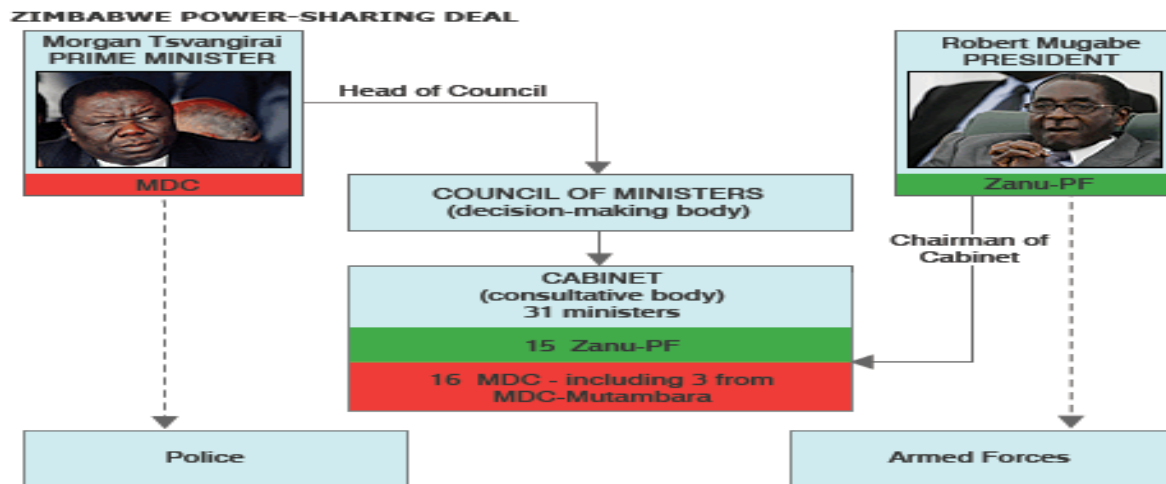 ZIMBABWE POWER-SHARING DEAL
Morgan Tsvangirai
PRIME MINISTER
MDC
Robert Mugabe
PRESIDENT
Zanu-PF
Head of Council
COUNCIL OF MINISTERS
(decision-making body)
Chairman of
Cabinet
CABINET
(consultative body)
31 ministers
15 Zanu-PF
16 MDC - including 3 from
MDC-Mutambara
Police
Armed Forces